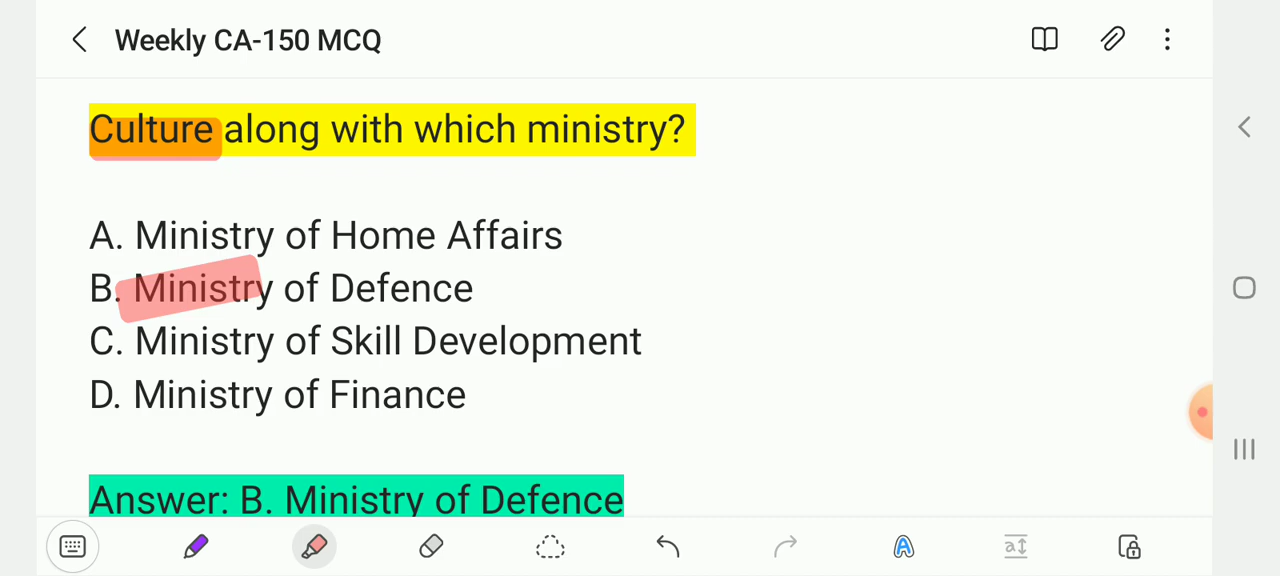 Weekly CA-150 MCQ
Culture along with which ministry?
A. Ministry of Home Affairs
B. Ministry of Defence
C. Ministry of Skill Development
D. Ministry of Finance
Answer: B. Ministry of Defence